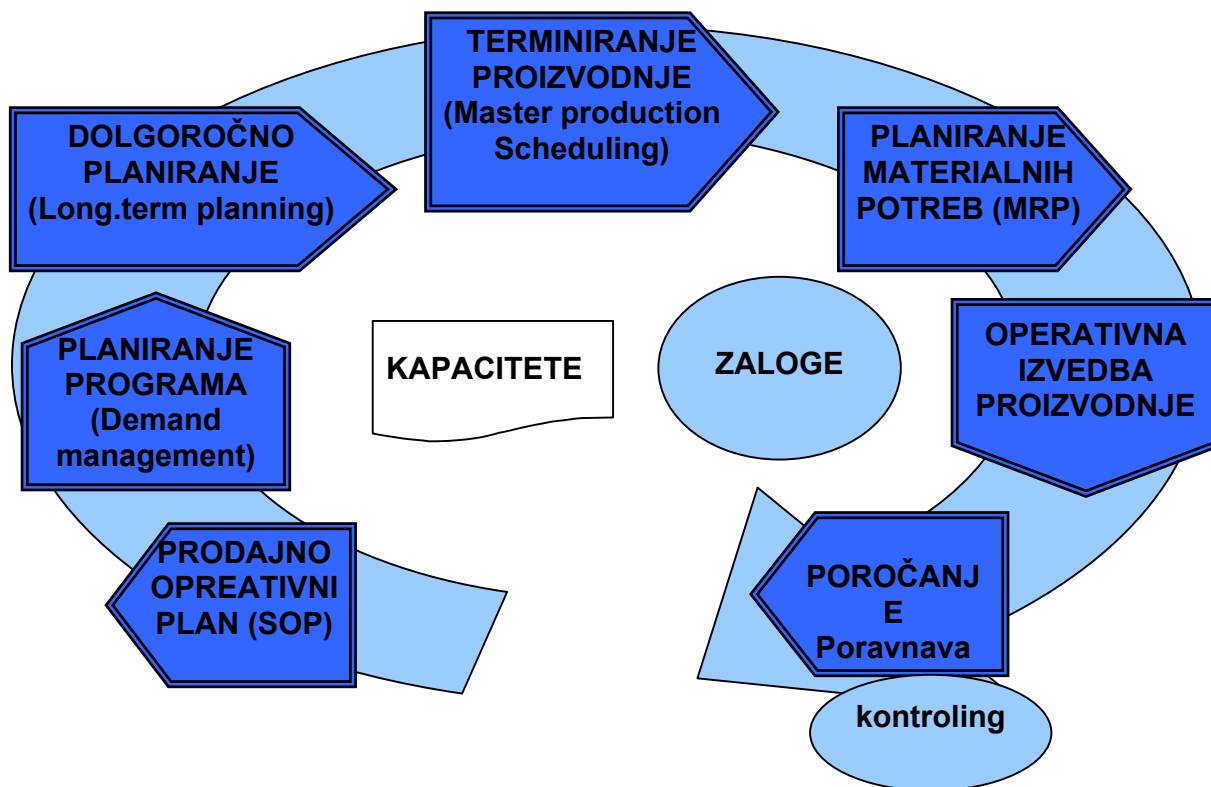 TERMINIRANJE
PROIZVODNJE
(Master production
Scheduling)
DOLGOROČNO
PLANIRANJE
(Long.term planning)
PLANIRANJE
MATERIALNIH
POTREB (MRP)
PLANIRANJE
PROGRAMA
(Demand
management)
KAPACITETE
ZALOGE
OPERATIVNA
IZVEDBA
PROIZVODNJE
PRODAJNO
OPREATIVNI
PLAN (SOP)
POROČANJ
E
Poravnava
kontroling